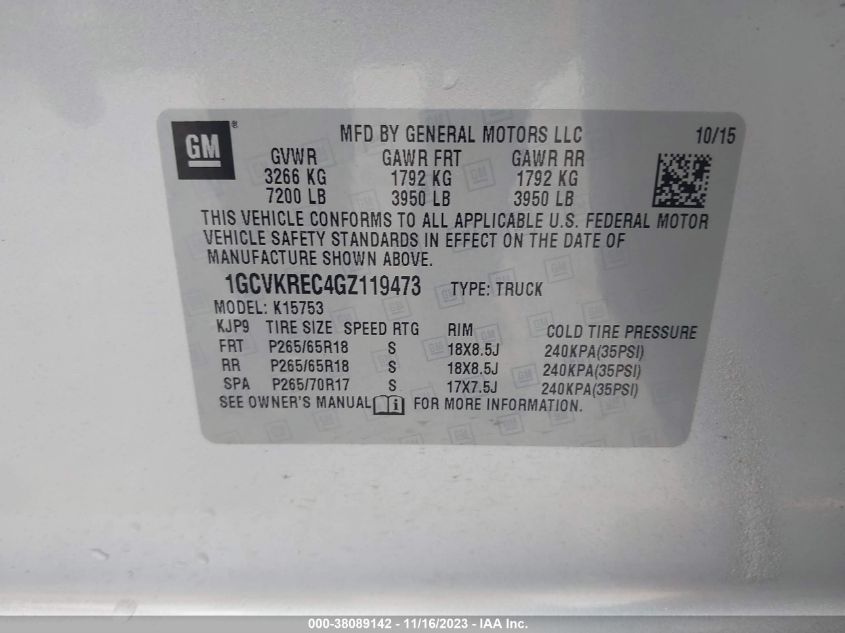 GM ® MFD BY GENERAL MOTORS LLC 10/15
GVWR GAWR FRT GAWR RR
3266 KG 1792 KG 1792 KG
7200 LB 3950 LB 3950 LB
THIS VEHICLE CONFORMS TO ALL APPLICABLE U.S. FEDERAL MOTOR
VEHICLE SAFETY STANDARDS IN EFFECT ON THE DATE OF
MANUFACTURE SHOWN ABOVE.
1GCVKREC4GZ119473 TYPE: TRUCK
MODEL: K15753
KJP9 TIRE SIZE SPEED RTG RIM COLD TIRE PRESSURE
FRT P265/65R18 S 18X8.5J 240KPA(35PSI)
RR P265/65R18 S 18X8.5J 240KPA(35PSI)
SPA P265/70R17 S 17X7.5J 240KPA(35PSI)
SEE OWNER'S MANUAL i FOR MORE INFORMATION.
000-38089142 - 11/16/2023 - IAA Inc.